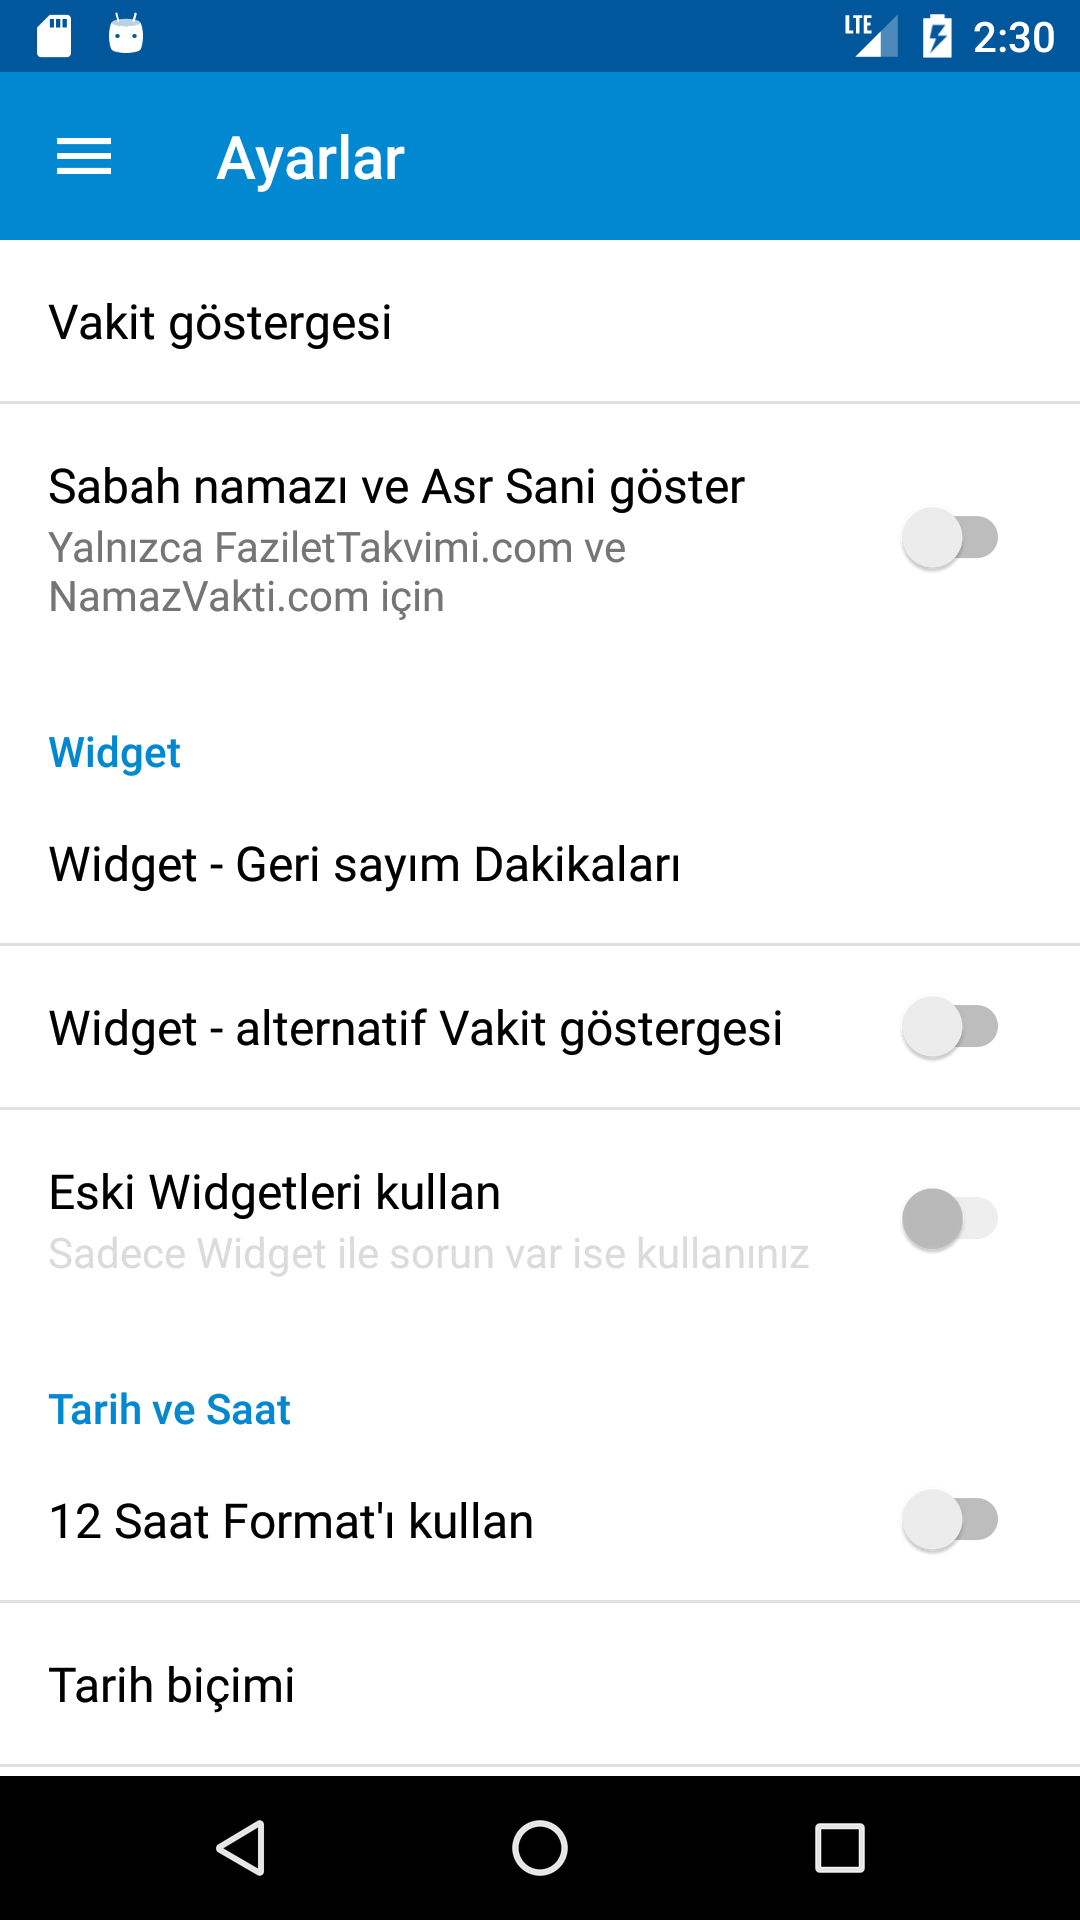 LTE 2:30
Ayarlar
Vakit göstergesi
Sabah namazı ve Asr Sani göster
Yalnızca FaziletTakvimi.com ve
NamazVakti.com için
Widget
Widget - Geri sayım Dakikaları
Widget - alternatif Vakit göstergesi
Eski Widgetleri kullan
Sadece Widget ile sorun var ise kullanınız
Tarih ve Saat
12 Saat Format'ı kullan
Tarih biçimi